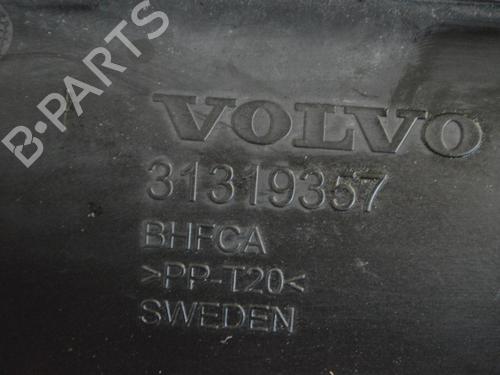 B-PARTS
VOLVO
31319357
BHFCA
>PP-T20<
SWEDEN